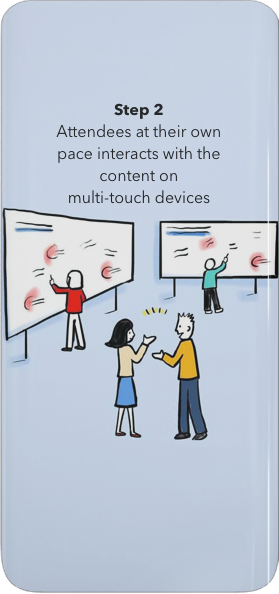 Step 2
Attendees at their own
pace interacts with the
content on
multi-touch devices